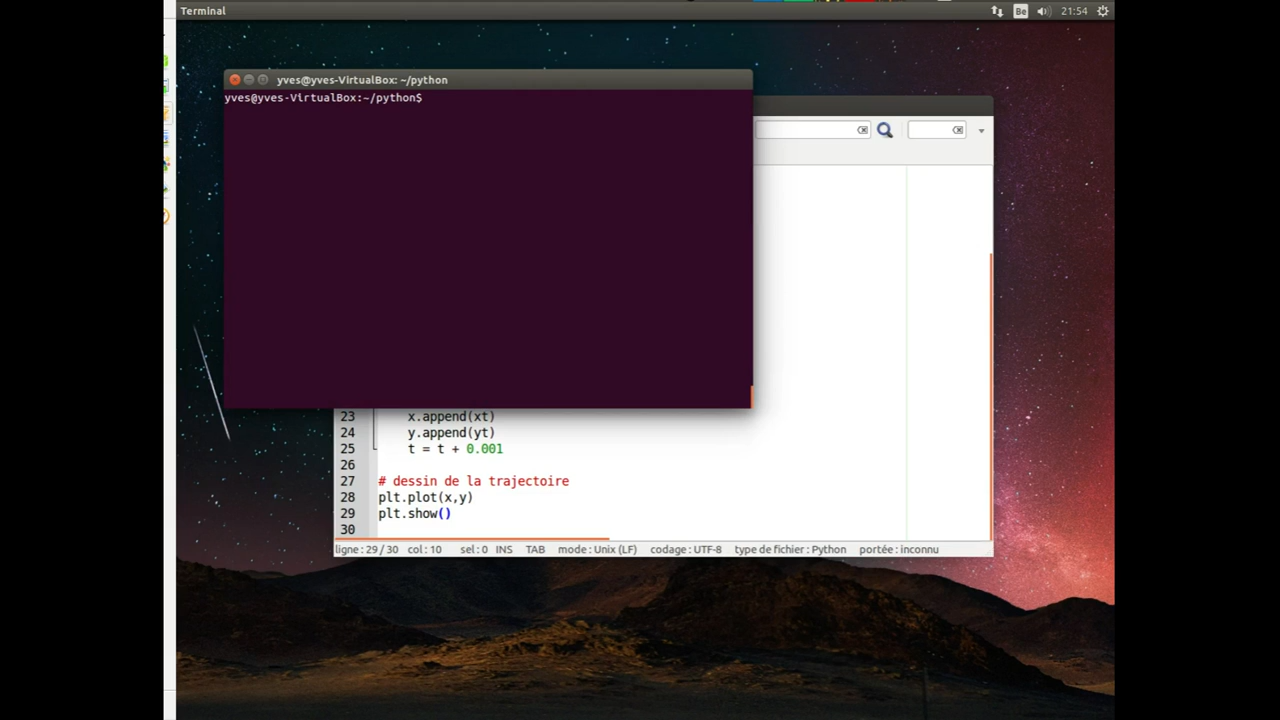 Terminal
Be
21:54
yves@yves-VirtualBox: ~/python
yves@yves-VirtualBox:~/python$
23 x.append(xt)
24 y.append(yt)
25 t = t + 0.001
26
27 # dessin de la trajectoire
28 plt.plot(x,y)
29 plt.show()
30
ligne : 29 / 30 col : 10 sel : 0 INS TAB mode : Unix (LF) codage : UTF-8 type de fichier : Python portée : inconnu